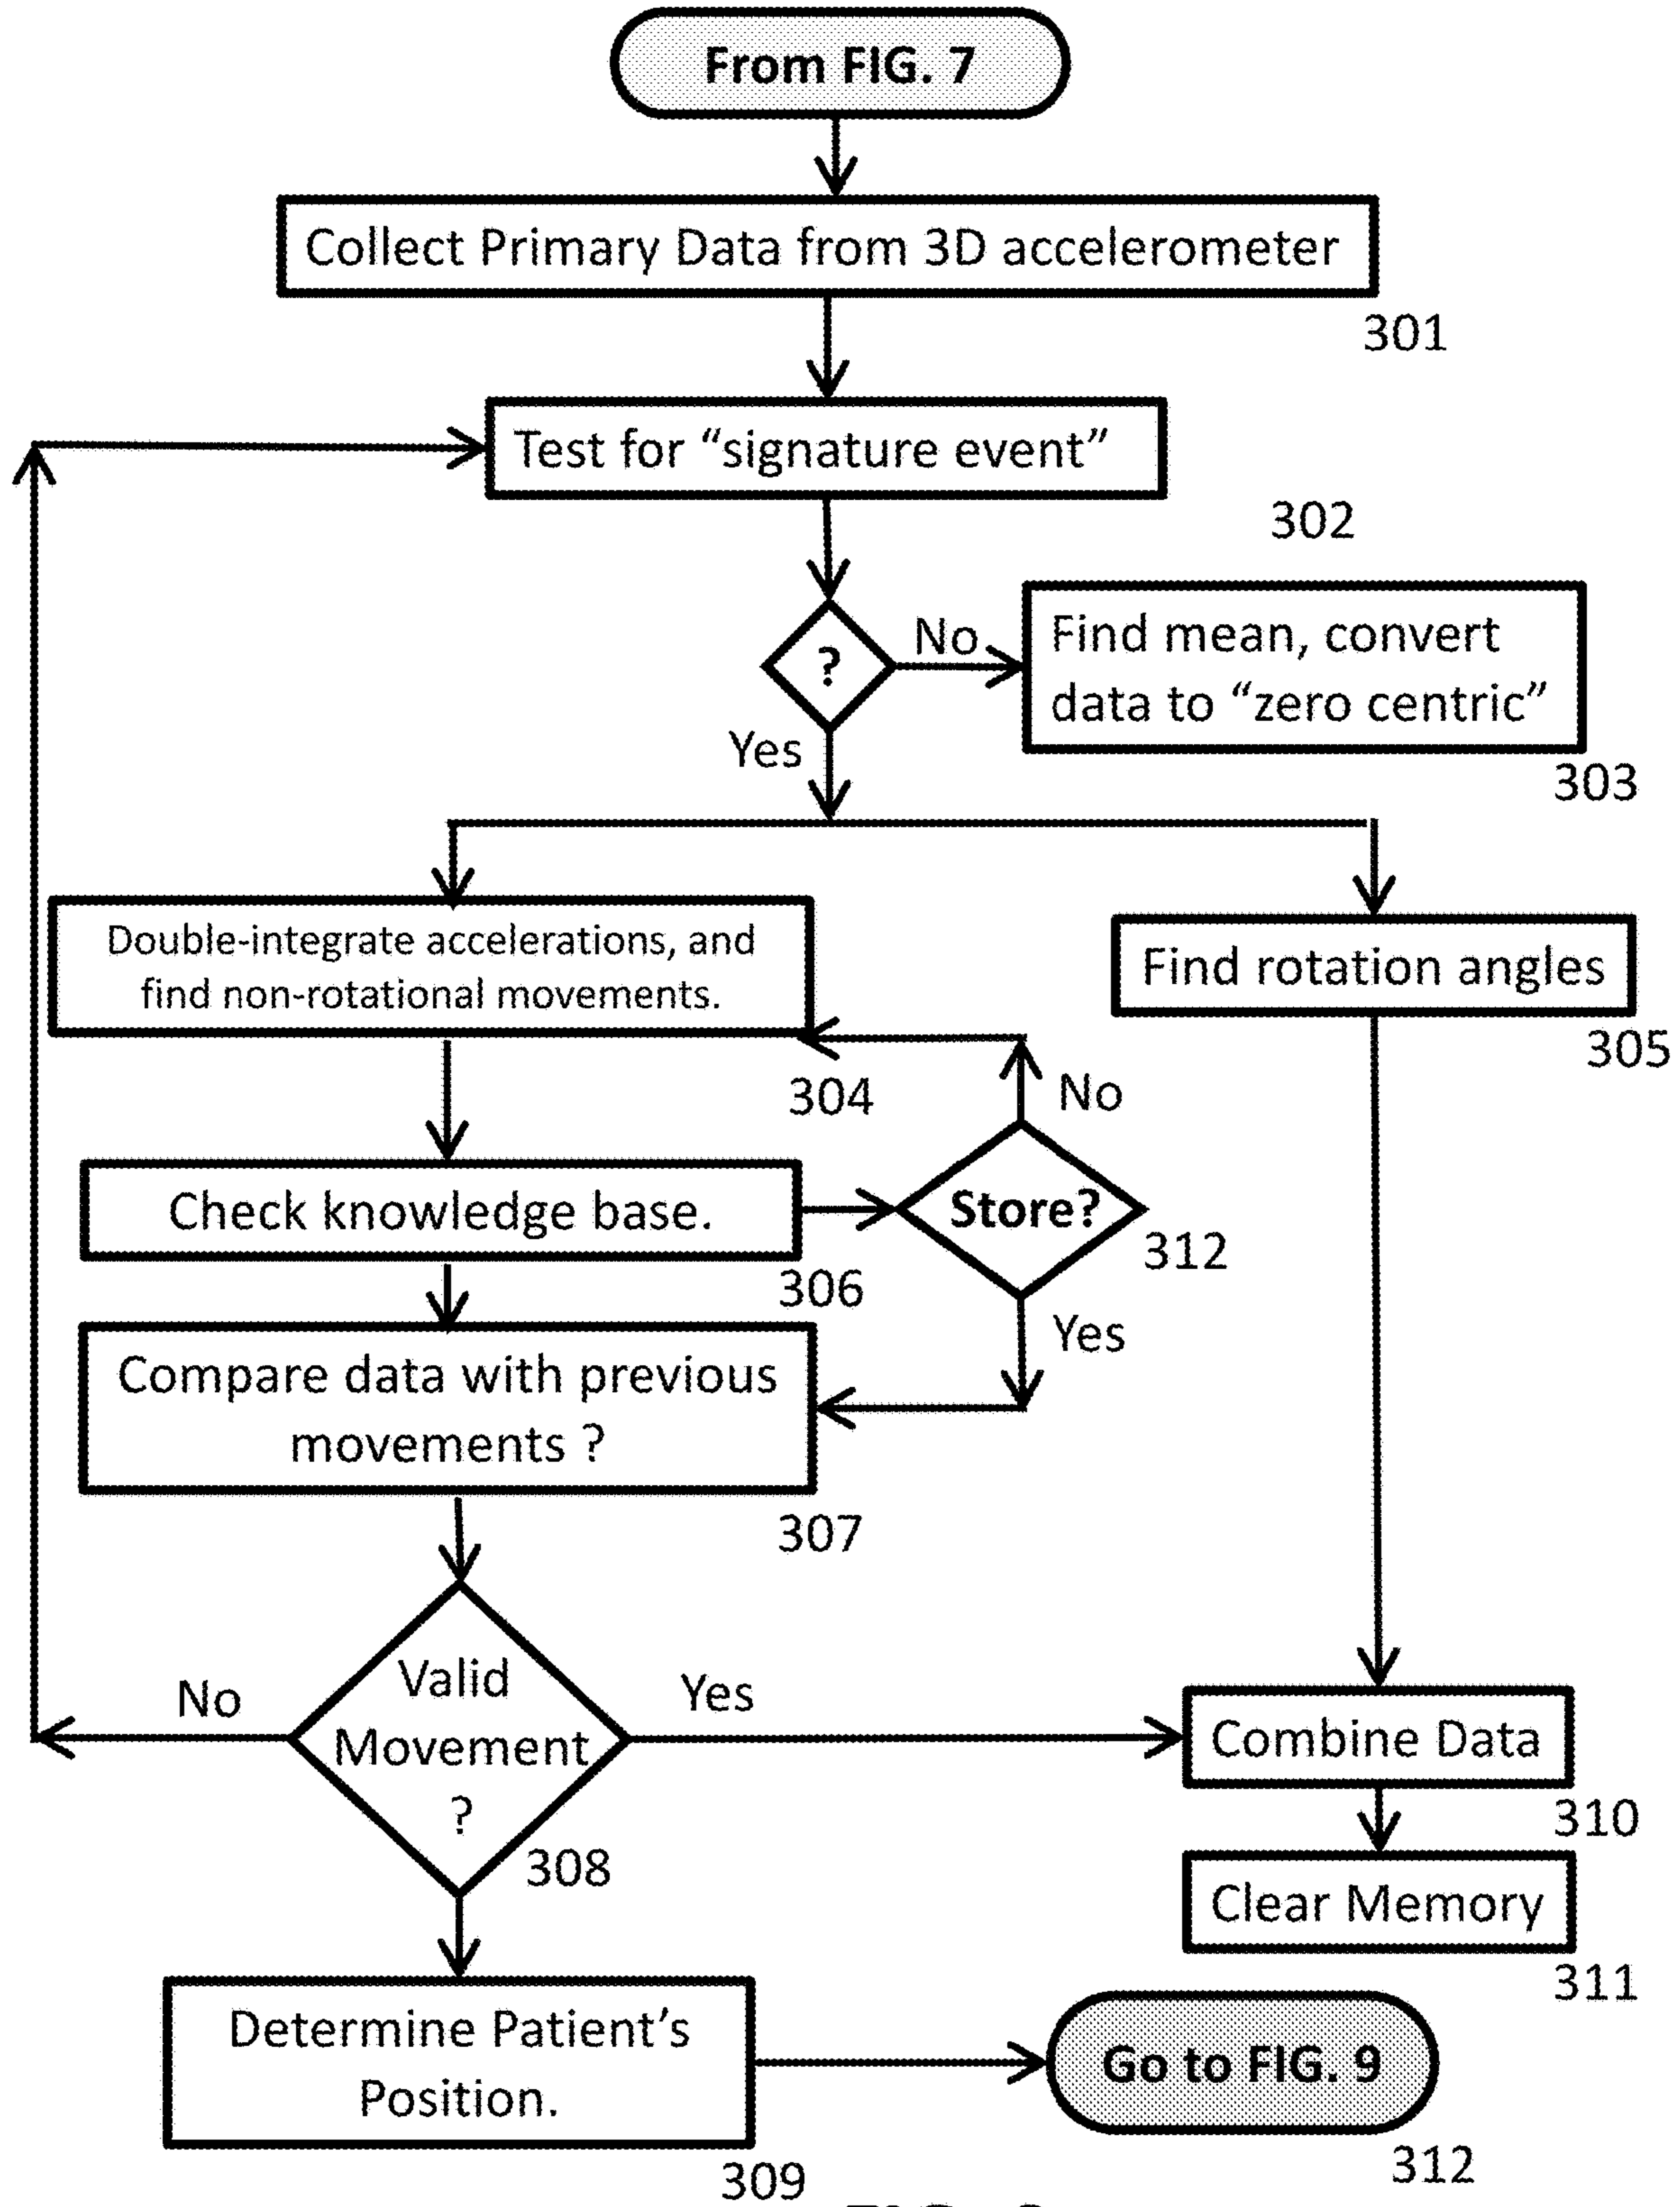 From FIG. 7
Collect Primary Data from 3D accelerometer
301
Test for “signature event”
302
?
No
Find mean, convert
data to “zero centric”
303
Yes
Double-integrate accelerations, and
find non-rotational movements.
304
Find rotation angles
305
No
Check knowledge base.
306
Store?
312
Yes
Compare data with previous
movements ?
307
No
Valid
Movement
?
308
Yes
Combine Data
310
Clear Memory
311
Determine Patient’s
Position.
309
Go to FIG. 9
312